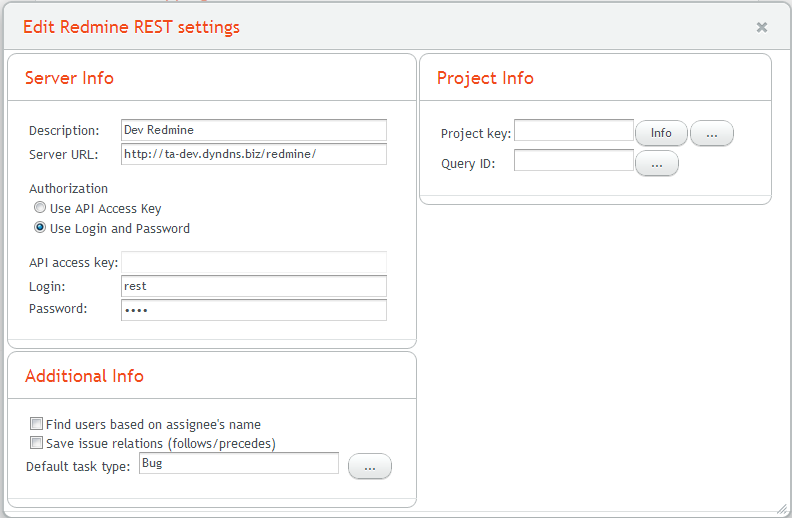 Edit Redmine REST settings
Server Info
Description: Dev Redmine
Server URL: http://ta-dev.dyndns.biz/redmine/
Authorization
Use API Access Key
Use Login and Password
API access key:
Login: rest
Password: ••••
Additional Info
Find users based on assignee's name
Save issue relations (follows/precedes)
Default task type: Bug ...
Project Info
Project key: Info ...
Query ID: ...